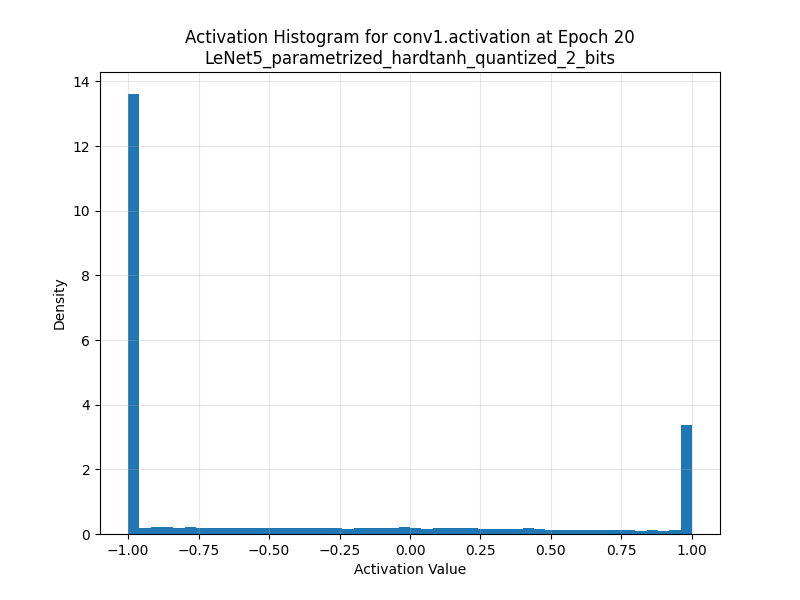 Activation Histogram for conv1.activation at Epoch 20
LeNet5_parametrized_hardtanh_quantized_2_bits
Density
14
12
10
8
6
4
2
0
−1.00 −0.75 −0.50 −0.25 0.00 0.25 0.50 0.75 1.00
Activation Value